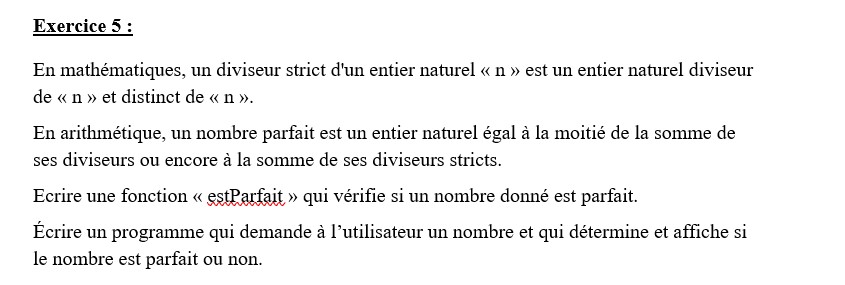 Exercice 5 :
En mathématiques, un diviseur strict d'un entier naturel « n » est un entier naturel diviseur
de « n » et distinct de « n ».
En arithmétique, un nombre parfait est un entier naturel égal à la moitié de la somme de
ses diviseurs ou encore à la somme de ses diviseurs stricts.
Ecrire une fonction « estParfait » qui vérifie si un nombre donné est parfait.
Écrire un programme qui demande à l’utilisateur un nombre et qui détermine et affiche si
le nombre est parfait ou non.